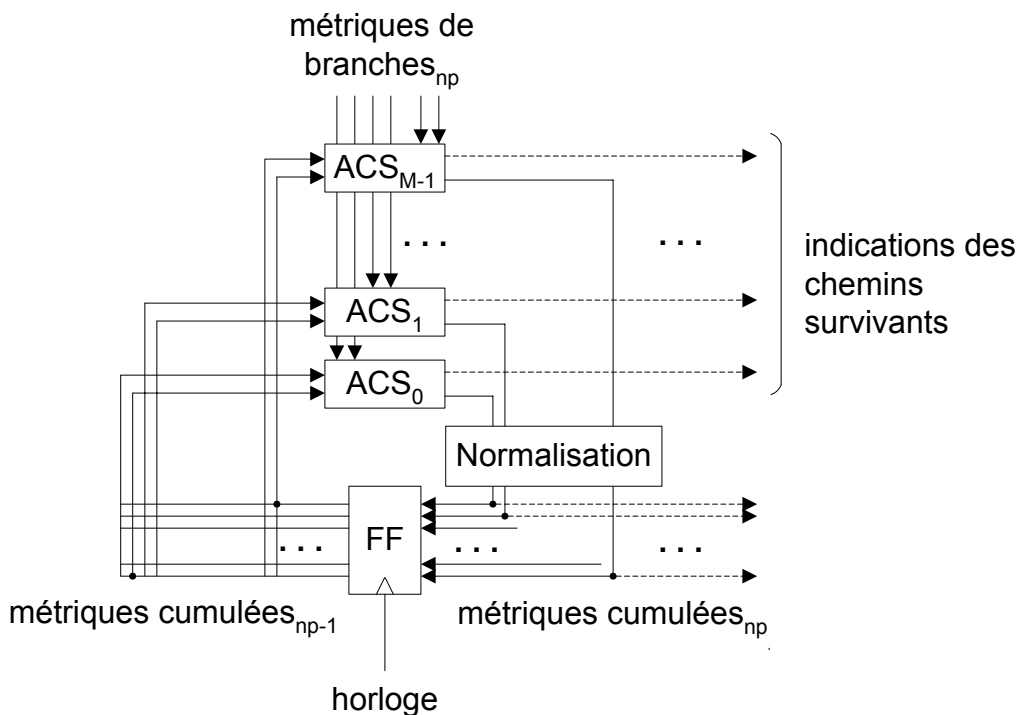 métriques de
branches_np
ACS_M-1
. . .
. . .
indications des
chemins
survivants
ACS_1
ACS_0
Normalisation
FF
. . .
. . .
. . .
métriques cumulées_np-1
métriques cumulées_np
horloge